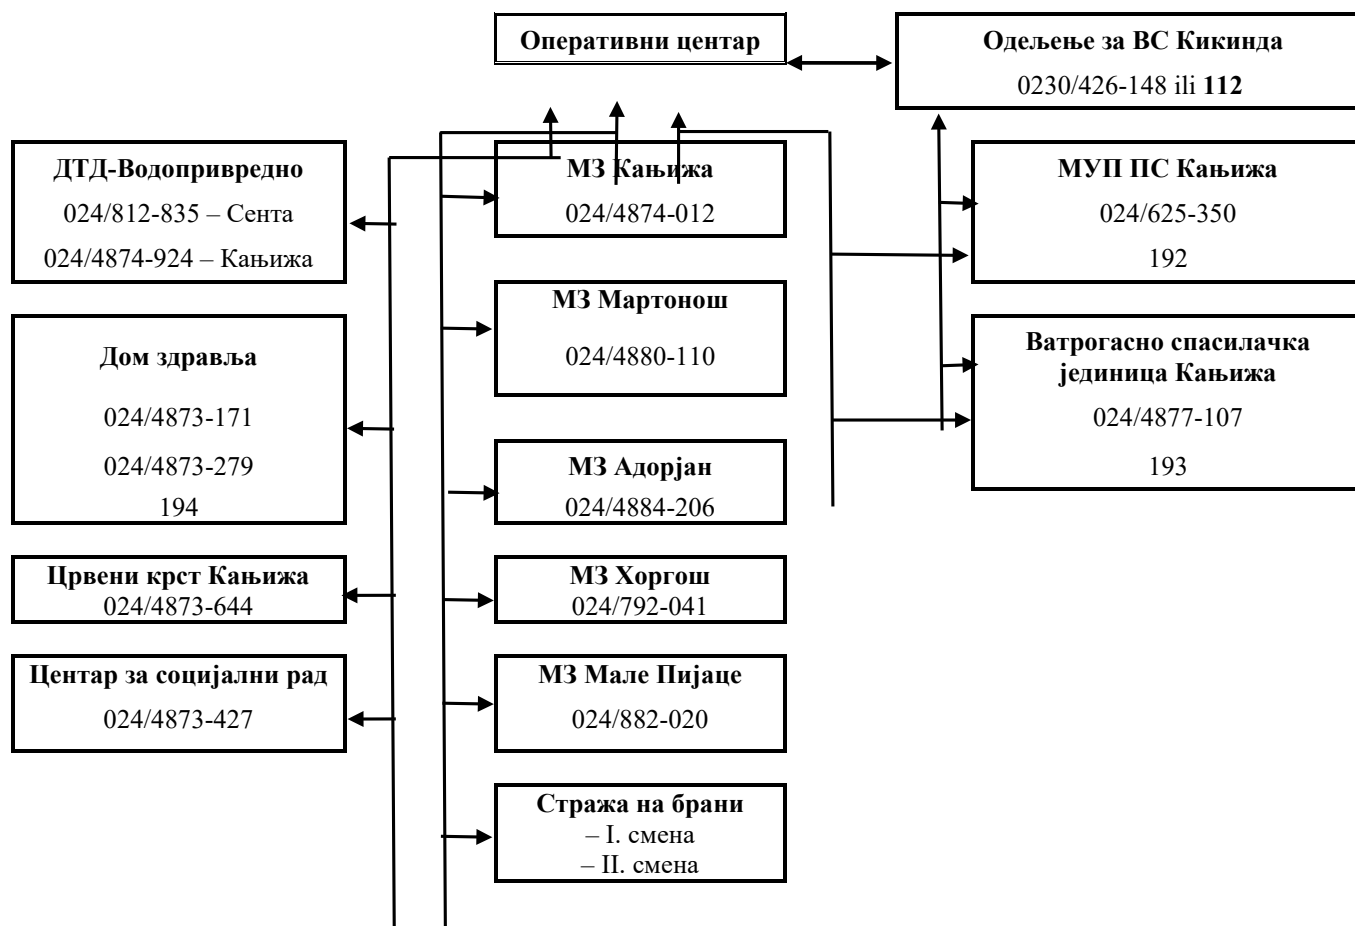 Оперативни центар
Одељење за ВС Кикинда
0230/426-148 ili 112
ДТД-Водопривредно
024/812-835 – Сента
024/4874-924 – Кањижа
МЗ Кањижа
024/4874-012
МУП ПС Кањижа
024/625-350
192
МЗ Мартонош
024/4880-110
Дом здравља
024/4873-171
024/4873-279
194
Ватрогасно спасилачка
јединица Кањижа
024/4877-107
193
МЗ Адорјан
024/4884-206
Црвени крст Кањижа
024/4873-644
МЗ Хоргош
024/792-041
Центар за социјални рад
024/4873-427
МЗ Мале Пијаце
024/882-020
Стража на брани
– I. смена
– II. смена